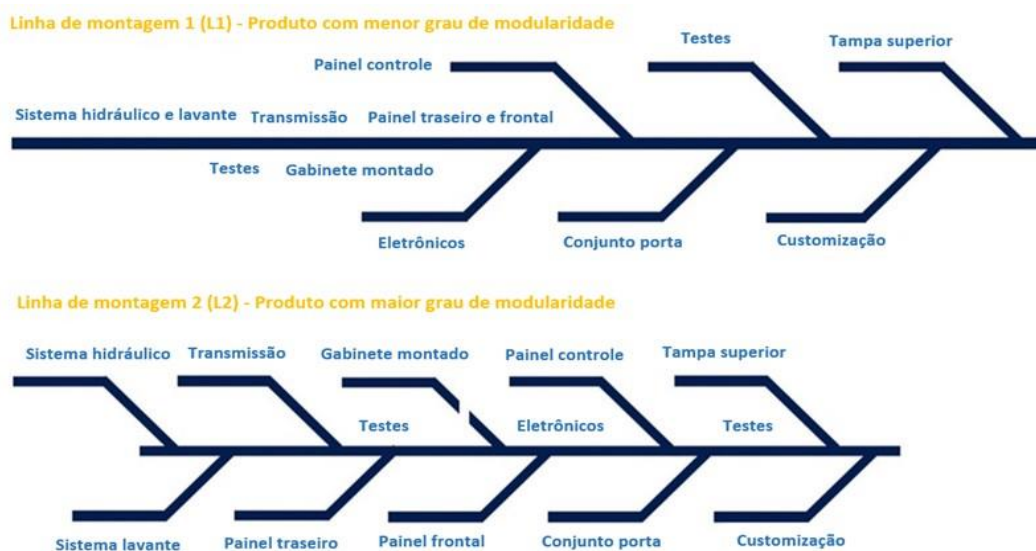 Linha de montagem 1 (L1) - Produto com menor grau de modularidade
Testes
Tampa superior
Painel controle
Sistema hidráulico e lavante
Transmissão
Painel traseiro e frontal
Testes
Gabinete montado
Eletrônicos
Conjunto porta
Customização
Linha de montagem 2 (L2) - Produto com maior grau de modularidade
Sistema hidráulico
Transmissão
Gabinete montado
Painel controle
Tampa superior
Testes
Eletrônicos
Testes
Sistema lavante
Painel traseiro
Painel frontal
Conjunto porta
Customização